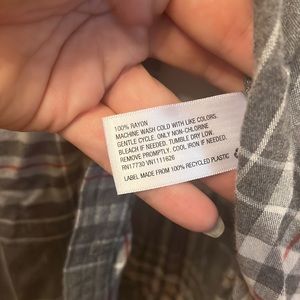 100% RAYON
MACHINE WASH COLD WITH LIKE COLORS.
GENTLE CYCLE. ONLY NON-CHLORINE
BLEACH IF NEEDED. TUMBLE DRY LOW.
REMOVE PROMPTLY. COOL IRON IF NEEDED.
RN17730 VN1111626
LABEL MADE FROM 100% RECYCLED PLASTIC